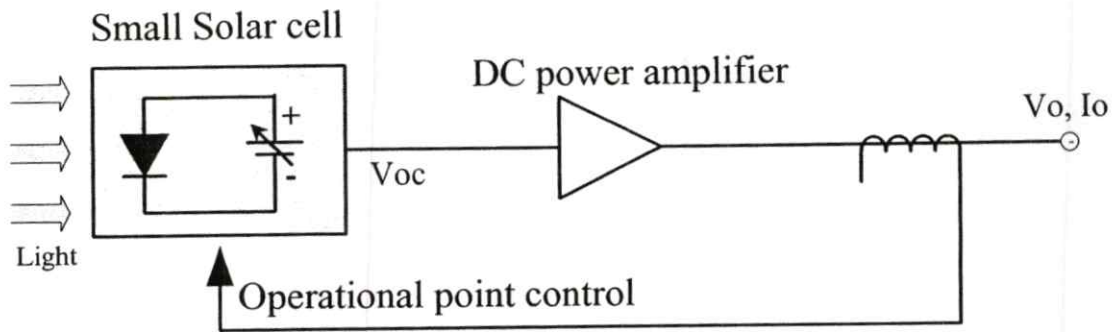 Small Solar cell
DC power amplifier
Vo, Io
+
-
Voc
Light
Operational point control